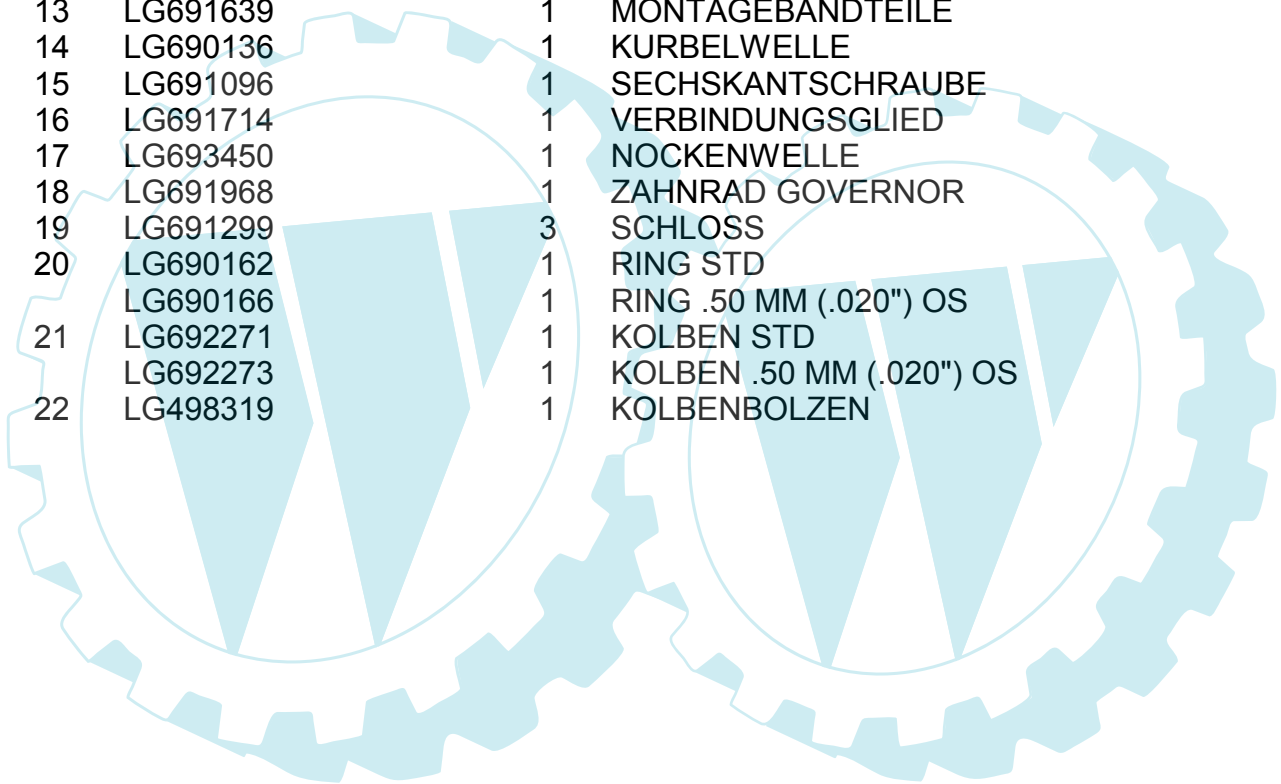 13 LG691639 1 MONTAGEBANDTEILE
14 LG690136 1 KURBELWELLE
15 LG691096 1 SECHSKANTSCHRAUBE
16 LG691714 1 VERBINDUNGSGLIED
17 LG693450 1 NOCKENWELLE
18 LG691968 1 ZAHNRAD GOVERNOR
19 LG691299 3 SCHLOSS
20 LG690162 1 RING STD
LG690166 1 RING .50 MM (.020") OS
21 LG692271 1 KOLBEN STD
LG692273 1 KOLBEN .50 MM (.020") OS
22 LG498319 1 KOLBENBOLZEN